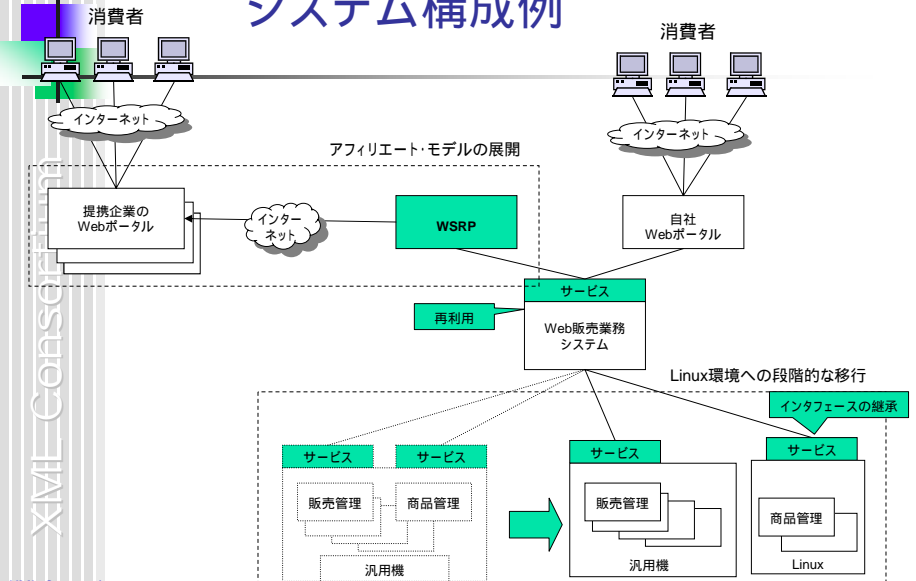 システム構成例
消費者
消費者
インターネット
インターネット
アフィリエート･モデルの展開
提携企業の
Webポータル
インター
ネット
WSRP
自社
Webポータル
サービス
再利用
Web販売業務
システム
Linux環境への段階的な移行
インタフェースの継承
サービス
サービス
サービス
サービス
販売管理
商品管理
販売管理
商品管理
汎用機
汎用機
Linux
XML Consortium